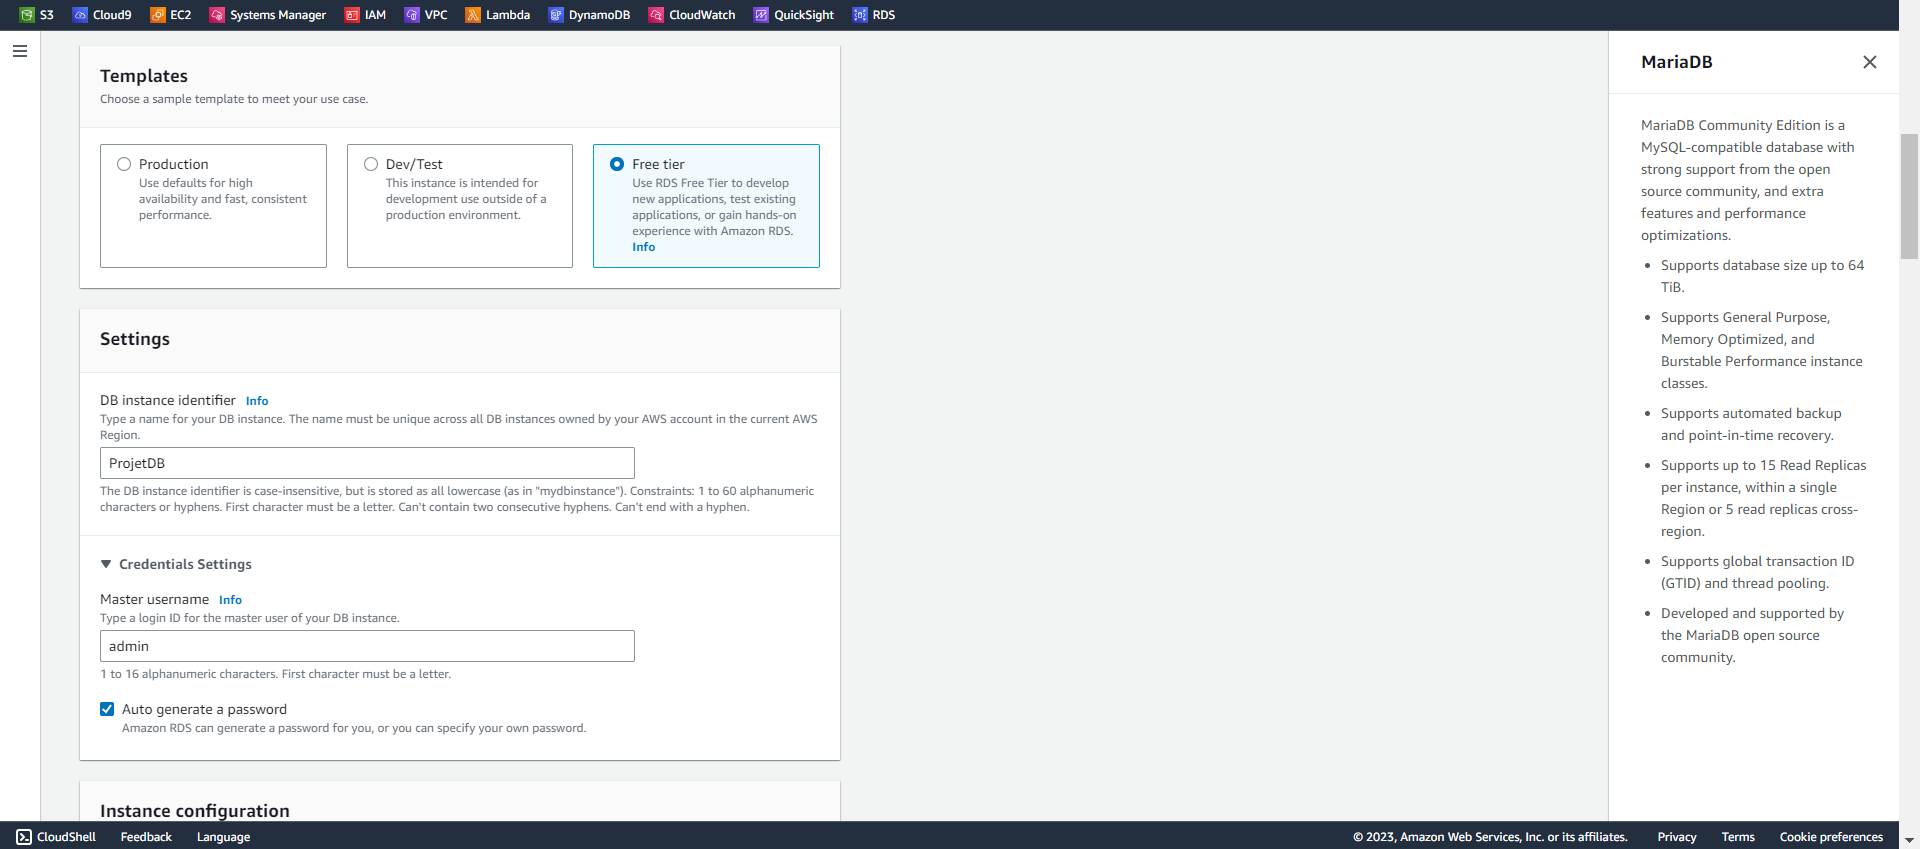 S3 Cloud9 EC2 Systems Manager IAM VPC Lambda DynamoDB CloudWatch QuickSight RDS
Templates
Choose a sample template to meet your use case.
Production
Use defaults for high
availability and fast, consistent
performance.
Dev/Test
This instance is intended for
development use outside of a
production environment.
Free tier
Use RDS Free Tier to develop
new applications, test existing
applications, or gain hands-on
experience with Amazon RDS.
Info
Settings
DB instance identifier Info
Type a name for your DB instance. The name must be unique across all DB instances owned by your AWS account in the current AWS
Region.
ProjetDB
The DB instance identifier is case-insensitive, but is stored as all lowercase (as in "mydbinstance"). Constraints: 1 to 60 alphanumeric
characters or hyphens. First character must be a letter. Can't contain two consecutive hyphens. Can't end with a hyphen.
Credentials Settings
Master username Info
Type a login ID for the master user of your DB instance.
admin
1 to 16 alphanumeric characters. First character must be a letter.
Auto generate a password
Amazon RDS can generate a password for you, or you can specify your own password.
Instance configuration
MariaDB
MariaDB Community Edition is a
MySQL-compatible database with
strong support from the open
source community, and extra
features and performance
optimizations.
• Supports database size up to 64
TiB.
• Supports General Purpose,
Memory Optimized, and
Burstable Performance instance
classes.
• Supports automated backup
and point-in-time recovery.
• Supports up to 15 Read Replicas
per instance, within a single
Region or 5 read replicas cross-
region.
• Supports global transaction ID
(GTID) and thread pooling.
• Developed and supported by
the MariaDB open source
community.
CloudShell Feedback Language
© 2023, Amazon Web Services, Inc. or its affiliates. Privacy Terms Cookie preferences